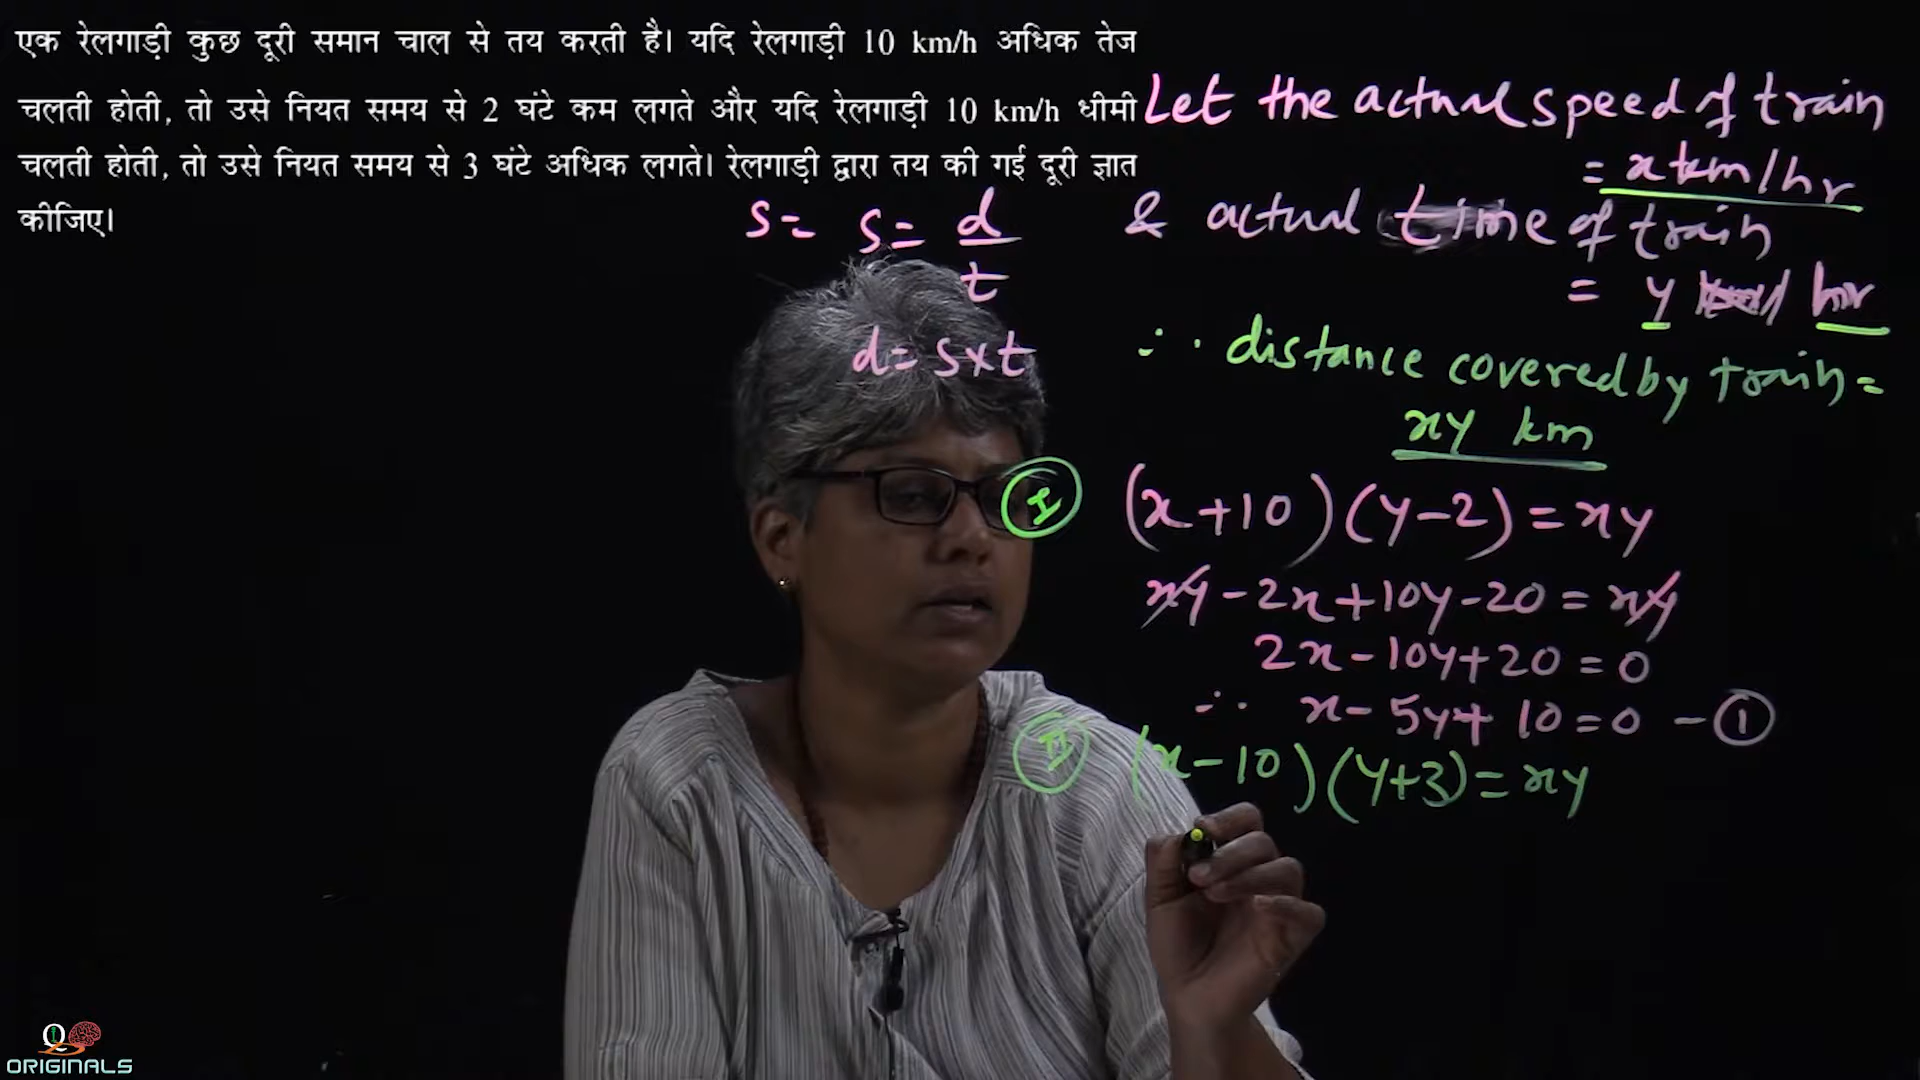 एक रेलगाड़ी कुछ दूरी समान चाल से तय करती है। यदि रेलगाड़ी 10 km/h अधिक तेज
चलती होती, तो उसे नियत समय से 2 घंटे कम लगते और यदि रेलगाड़ी 10 km/h धीमी
चलती होती, तो उसे नियत समय से 3 घंटे अधिक लगते। रेलगाड़ी द्वारा तय की गई दूरी ज्ञात
कीजिए।
s = s = d/t
d = s x t
Let the actual speed of train
= x km/hr
& actual time of train
= y hr
∴ distance covered by train =
xy km
I (x+10)(y-2) = xy
xy - 2x + 10y - 20 = xy
2x - 10y + 20 = 0
∴ x - 5y + 10 = 0 - 1
II (x-10)(y+3) = xy
ORIGINALS